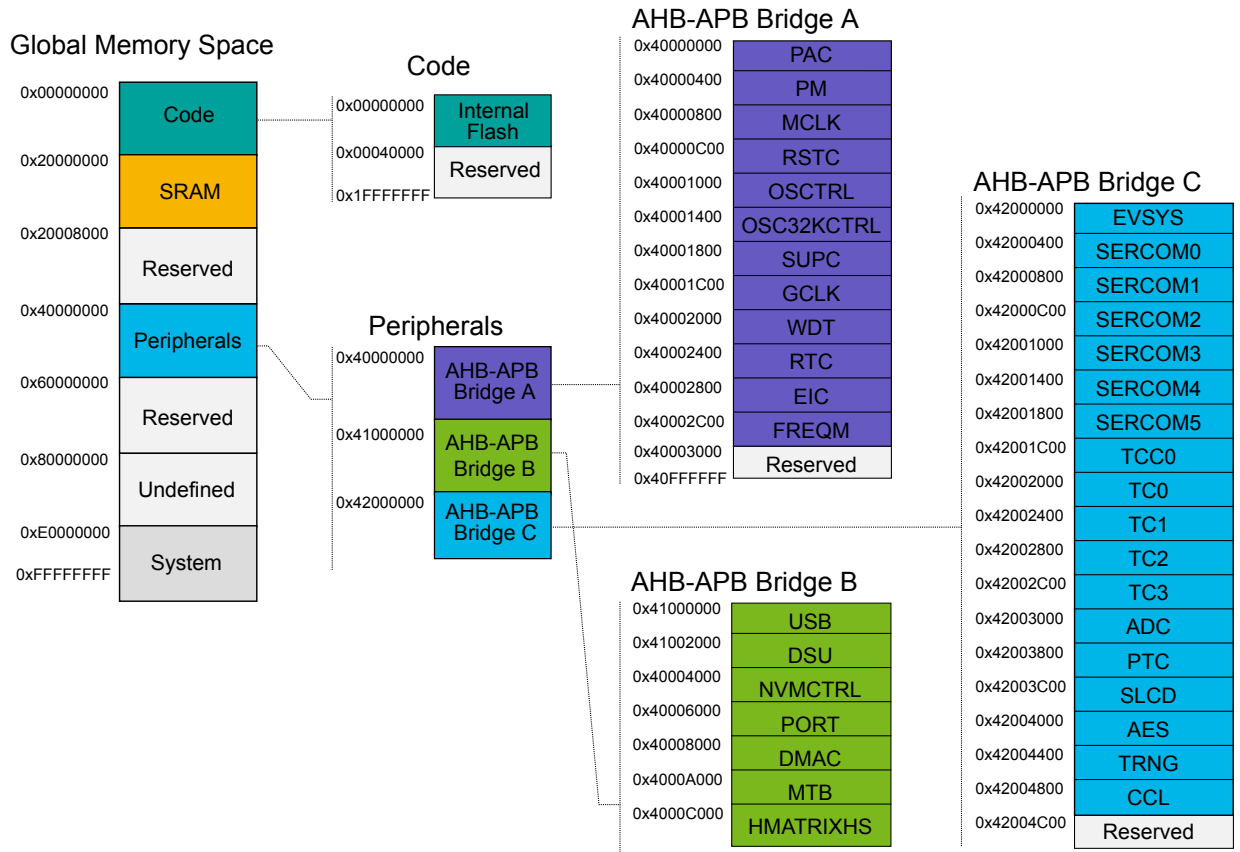 Global Memory Space
0x00000000
Code
0x20000000
SRAM
0x20008000
Reserved
0x40000000
Peripherals
0x60000000
Reserved
0x80000000
Undefined
0xE0000000
System
0xFFFFFFFF
Code
0x00000000
Internal
Flash
0x00040000
Reserved
0x1FFFFFFF
Peripherals
0x40000000
AHB-APB
Bridge A
0x41000000
AHB-APB
Bridge B
0x42000000
AHB-APB
Bridge C
AHB-APB Bridge A
0x40000000
PAC
0x40000400
PM
0x40000800
MCLK
0x40000C00
RSTC
0x40001000
OSCTRL
0x40001400
OSC32KCTRL
0x40001800
SUPC
0x40001C00
GCLK
0x40002000
WDT
0x40002400
RTC
0x40002800
EIC
0x40002C00
FREQM
0x40003000
Reserved
0x40FFFFFF
AHB-APB Bridge B
0x41000000
USB
0x41002000
DSU
0x40004000
NVMCTRL
0x40006000
PORT
0x40008000
DMAC
0x4000A000
MTB
0x4000C000
HMATRIXHS
AHB-APB Bridge C
0x42000000
EVSYS
0x42000400
SERCOM0
0x42000800
SERCOM1
0x42000C00
SERCOM2
0x42001000
SERCOM3
0x42001400
SERCOM4
0x42001800
SERCOM5
0x42001C00
TCC0
0x42002000
TC0
0x42002400
TC1
0x42002800
TC2
0x42002C00
TC3
0x42003000
ADC
0x42003800
PTC
0x42003C00
SLCD
0x42004000
AES
0x42004400
TRNG
0x42004800
CCL
0x42004C00
Reserved